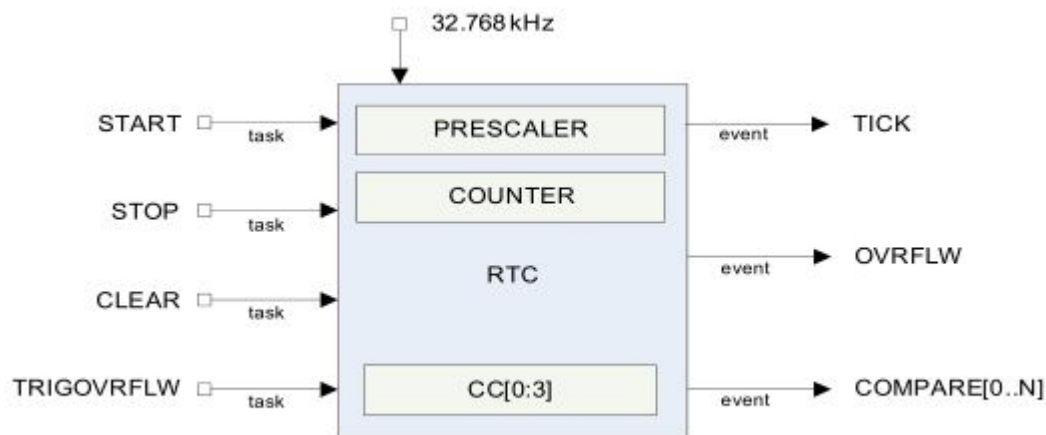 32.768 kHz
START
task
PRESCALER
event
TICK
STOP
task
COUNTER
RTC
event
OVRFLW
CLEAR
task
TRIGOVRFLW
task
CC[0:3]
event
COMPARE[0..N]